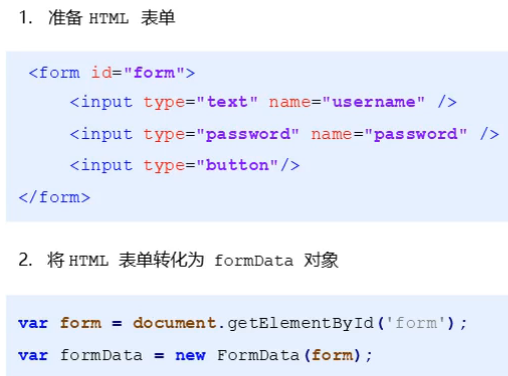 1. 准备 HTML 表单
<form id="form">
<input type="text" name="username" />
<input type="password" name="password" />
<input type="button"/>
</form>
2. 将 HTML 表单转化为 formData 对象
var form = document.getElementById('form');
var formData = new FormData(form);